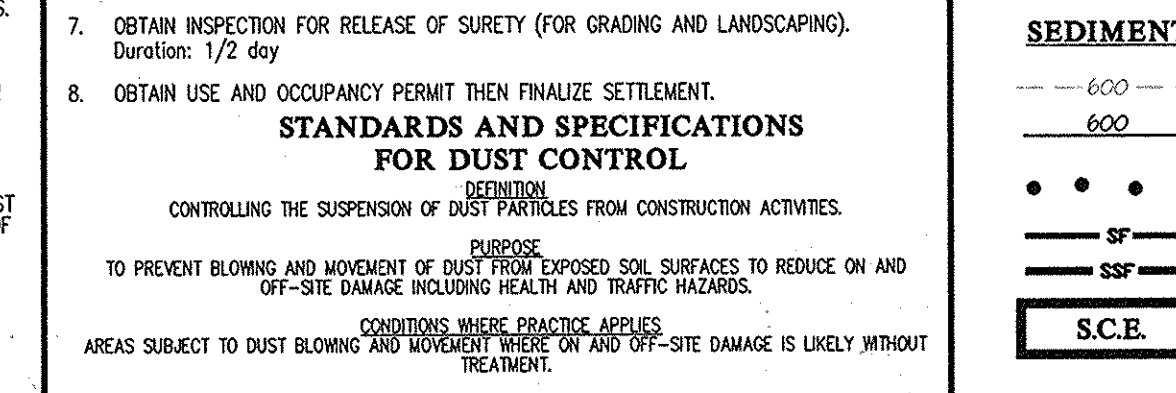 S.
7. OBTAIN INSPECTION FOR RELEASE OF SURETY (FOR GRADING AND LANDSCAPING).
Duration: 1/2 day
8. OBTAIN USE AND OCCUPANCY PERMIT THEN FINALIZE SETTLEMENT.
STANDARDS AND SPECIFICATIONS
FOR DUST CONTROL
DEFINITION
CONTROLLING THE SUSPENSION OF DUST PARTICLES FROM CONSTRUCTION ACTIVITIES.
PURPOSE
TO PREVENT BLOWING AND MOVEMENT OF DUST FROM EXPOSED SOIL SURFACES TO REDUCE ON AND
OFF-SITE DAMAGE INCLUDING HEALTH AND TRAFFIC HAZARDS.
CONDITIONS WHERE PRACTICE APPLIES
AREAS SUBJECT TO DUST BLOWING AND MOVEMENT WHERE ON AND OFF-SITE DAMAGE IS LIKELY WITHOUT
TREATMENT.
ST
OF
SEDIMENT
600
600
SF
SSF
S.C.E.